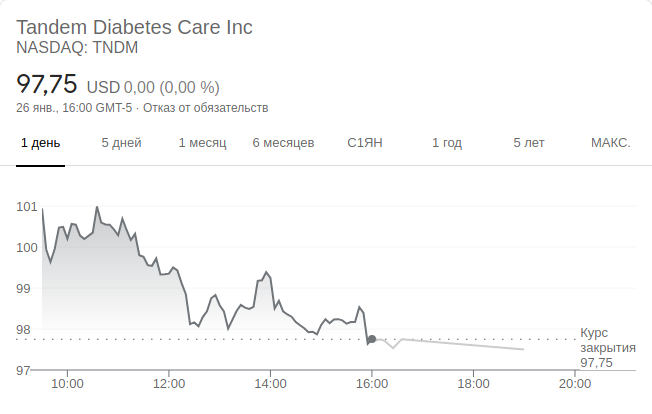 Tandem Diabetes Care Inc
NASDAQ: TNDM
97,75 USD 0,00 (0,00 %)
26 янв., 16:00 GMT-5 · Отказ от обязательств
1 день 5 дней 1 месяц 6 месяцев С1ЯН 1 год 5 лет МАКС.
101
100
99
98
97
Курс
закрытия
97,75
10:00 12:00 14:00 16:00 18:00 20:00